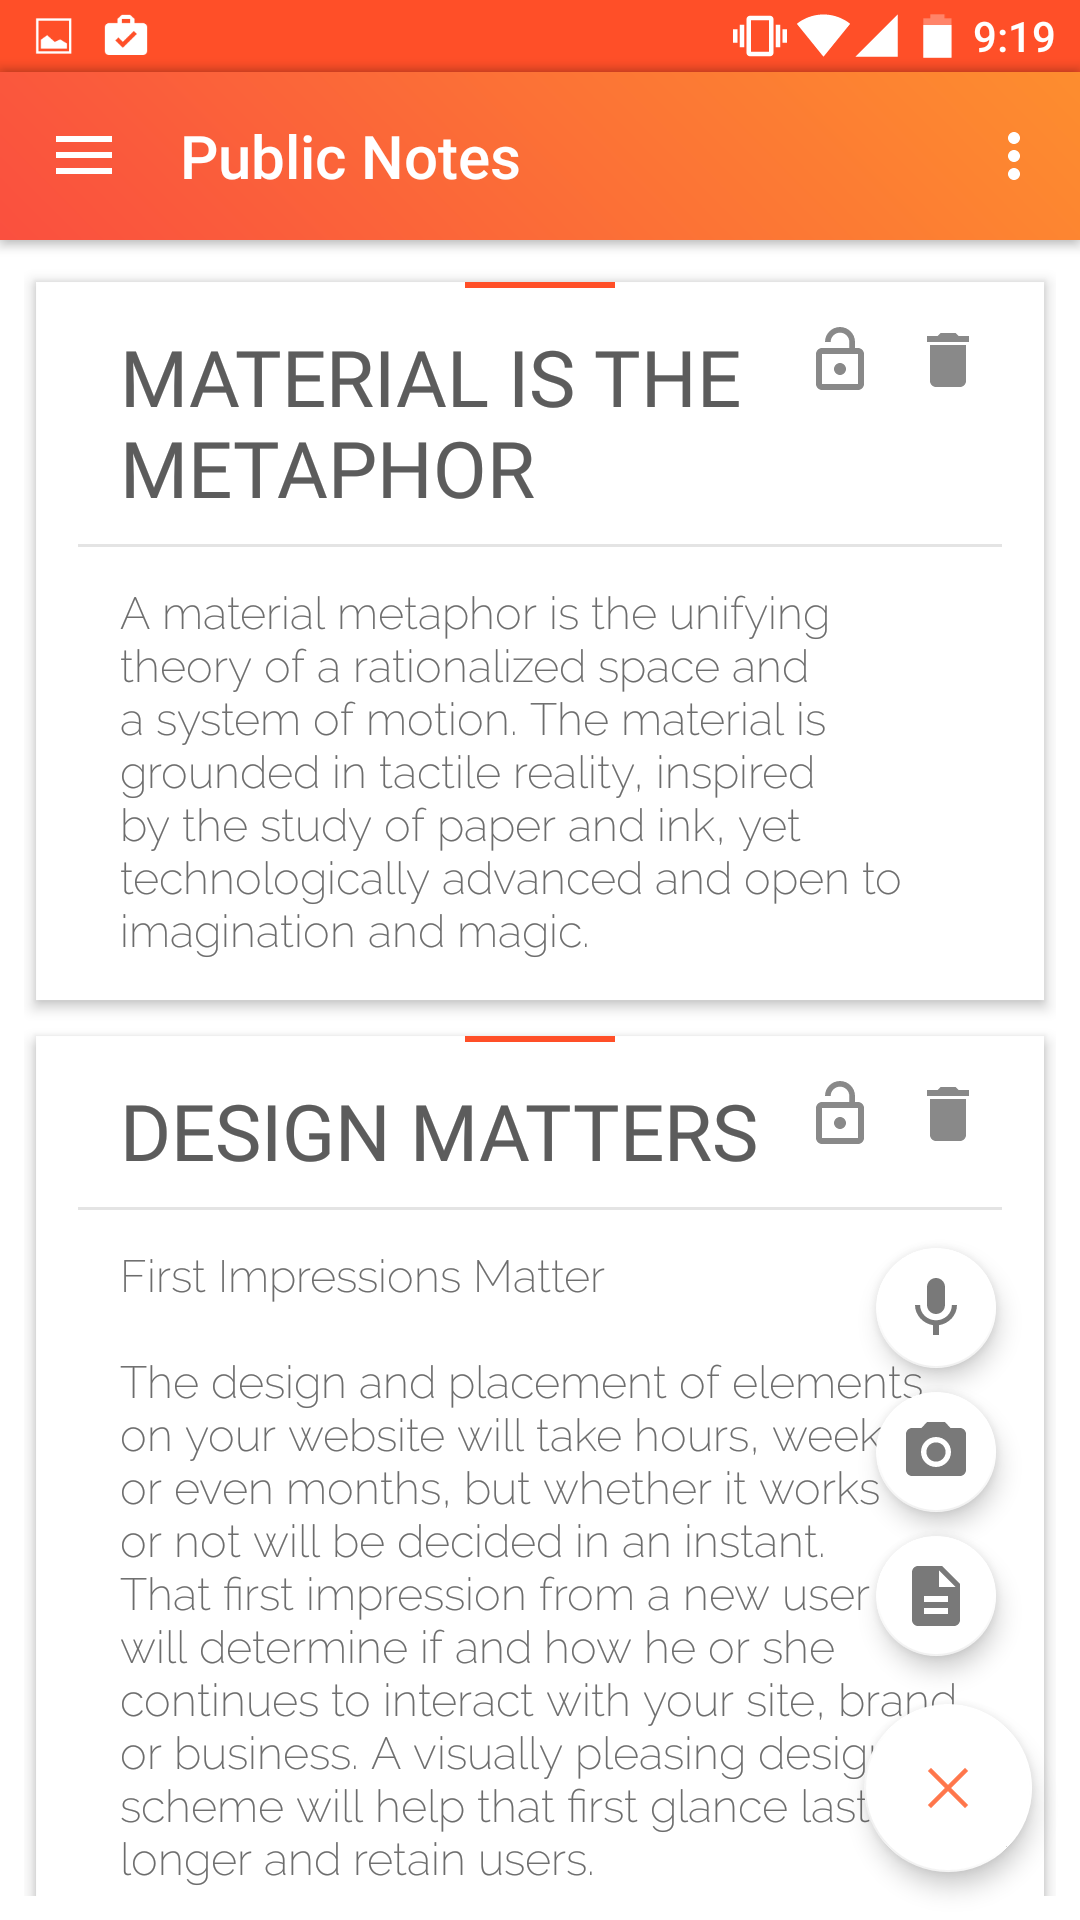 9:19
Public Notes
MATERIAL IS THE
METAPHOR
A material metaphor is the unifying
theory of a rationalized space and
a system of motion. The material is
grounded in tactile reality, inspired
by the study of paper and ink, yet
technologically advanced and open to
imagination and magic.
DESIGN MATTERS
First Impressions Matter
The design and placement of elements
on your website will take hours, week
or even months, but whether it works
or not will be decided in an instant.
That first impression from a new user
will determine if and how he or she
continues to interact with your site, brand
or business. A visually pleasing desig
scheme will help that first glance last
longer and retain users.